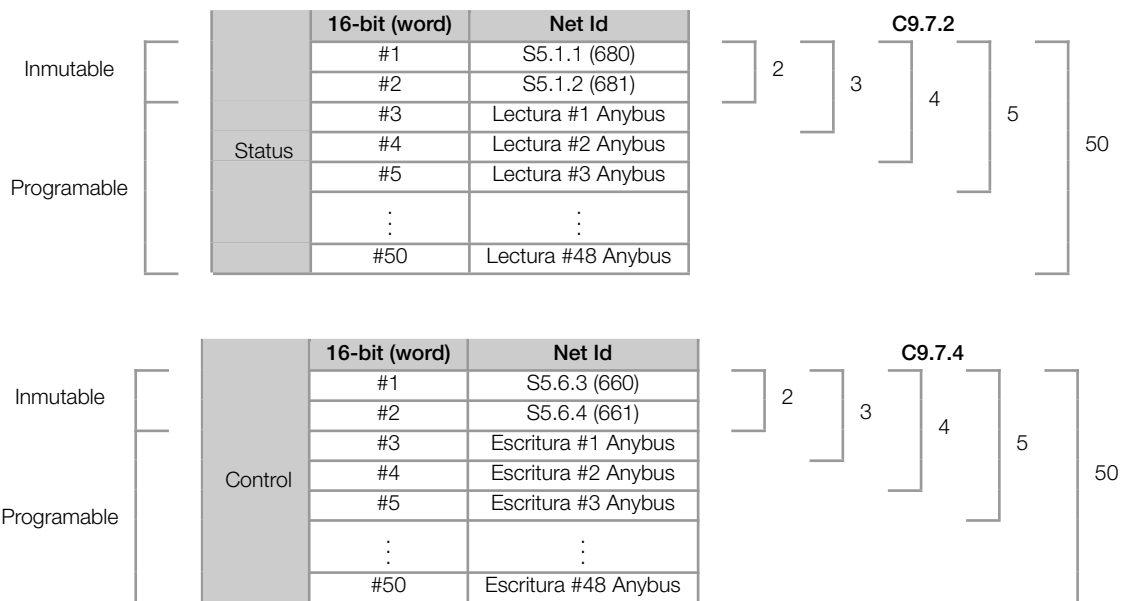 16-bit (word) Net Id C9.7.2
Inmutable
Programable
Status
#1 S5.1.1 (680)
#2 S5.1.2 (681)
#3 Lectura #1 Anybus
#4 Lectura #2 Anybus
#5 Lectura #3 Anybus
⋮ ⋮
#50 Lectura #48 Anybus
2
3
4
5
50
16-bit (word) Net Id C9.7.4
Inmutable
Programable
Control
#1 S5.6.3 (660)
#2 S5.6.4 (661)
#3 Escritura #1 Anybus
#4 Escritura #2 Anybus
#5 Escritura #3 Anybus
⋮ ⋮
#50 Escritura #48 Anybus
2
3
4
5
50